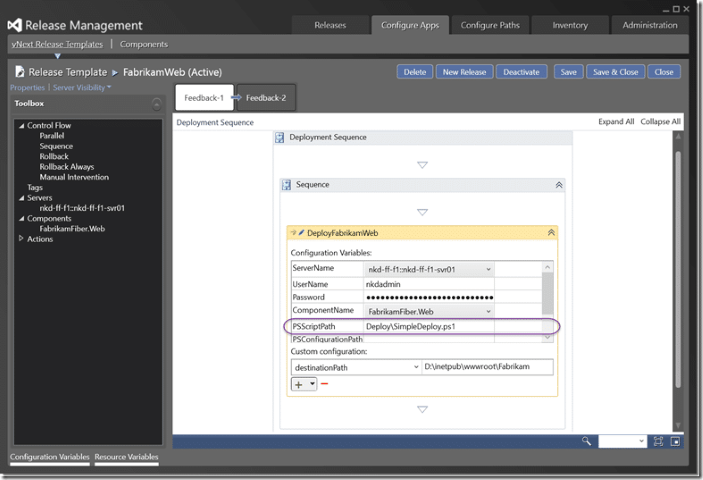 Release Management
Releases
Configure Apps
Configure Paths
Inventory
Administration
vNext Release Templates | Components
Release Template ▸ FabrikamWeb (Active)
Delete
New Release
Deactivate
Save
Save & Close
Close
Properties | Server Visibility
Toolbox
Control Flow
Parallel
Sequence
Rollback
Rollback Always
Manual Intervention
Tags
Servers
nkd-ff-f1::nkd-ff-f1-svr01
Components
FabrikamFiber.Web
Actions
Feedback-1
Feedback-2
Deployment Sequence
Expand All
Collapse All
Deployment Sequence
Sequence
DeployFabrikamWeb
Configuration Variables:
ServerName nkd-ff-f1::nkd-ff-f1-svr01
UserName nkdadmin
Password ●●●●●●●●●●●●●●●●●●●●●●●●●●●
ComponentName FabrikamFiber.Web
PSScriptPath Deploy\SimpleDeploy.ps1
PSConfigurationPath
Custom configuration:
destinationPath D:\inetpub\wwwroot\Fabrikam
Configuration Variables Resource Variables